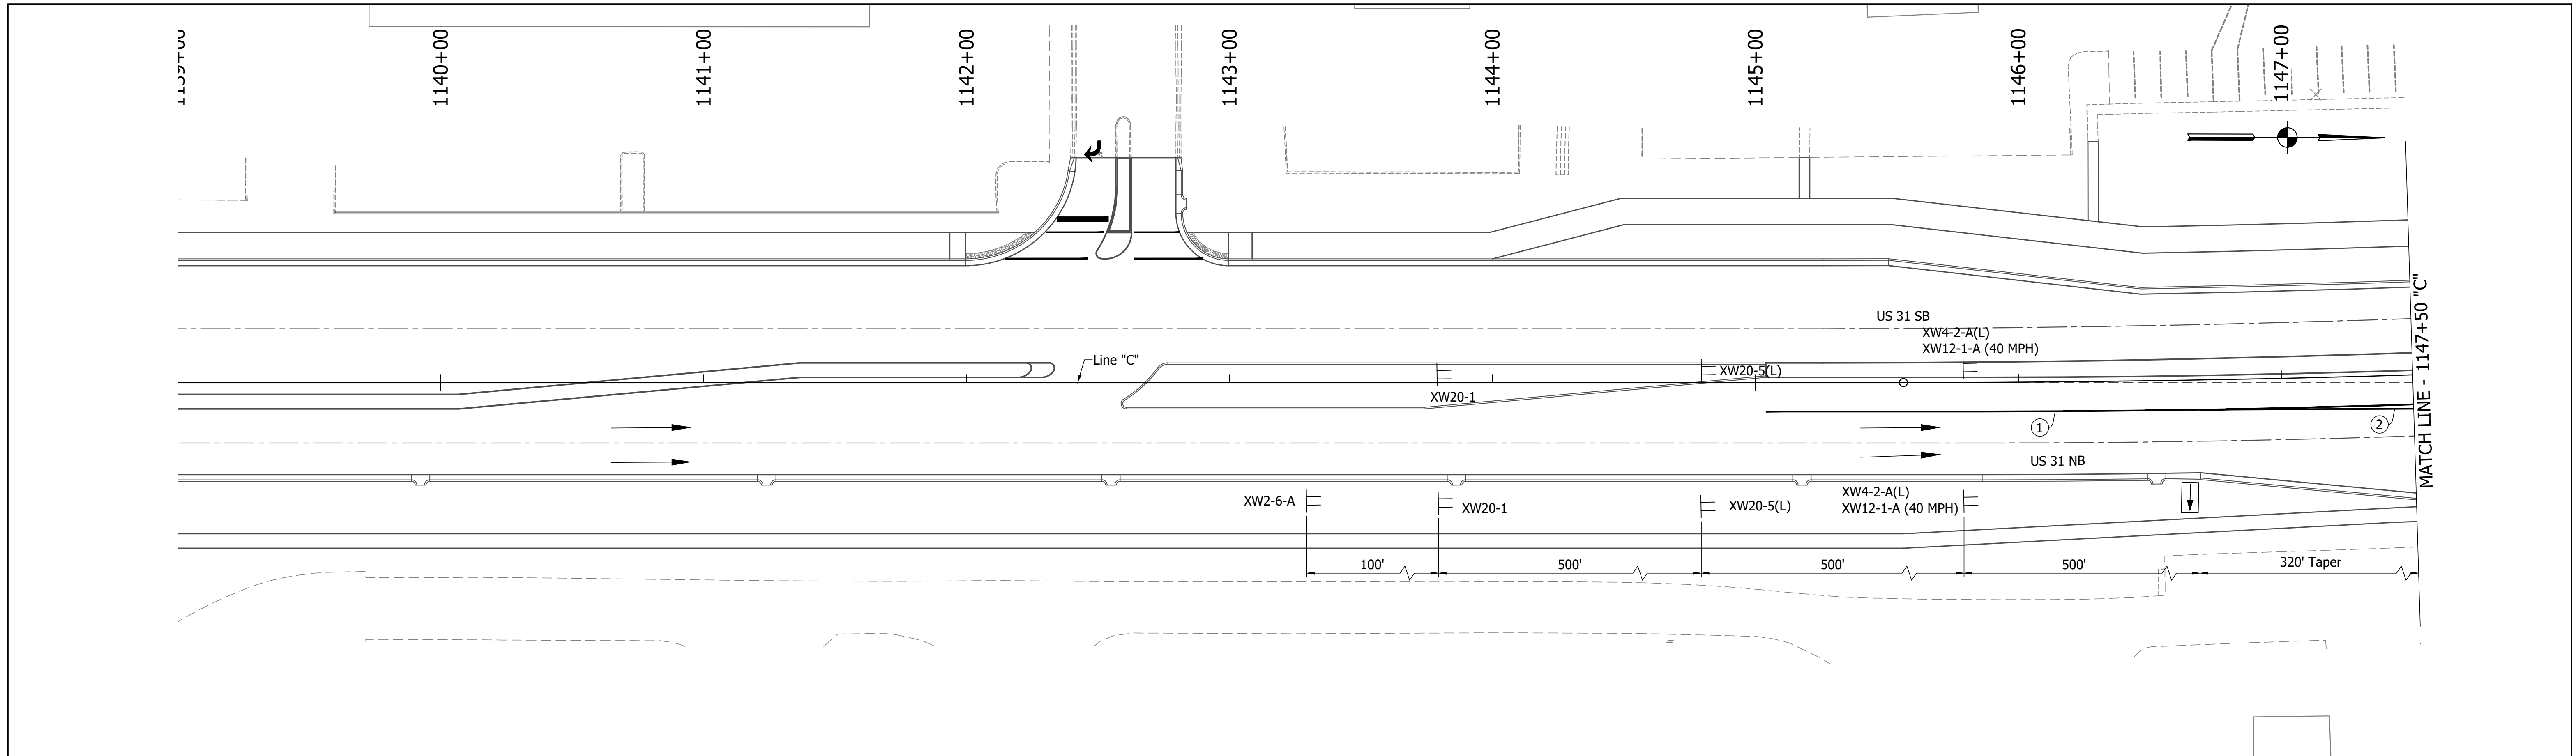 1139+00
1140+00
1141+00
1142+00
1143+00
1144+00
1145+00
1146+00
1147+00
US 31 SB
XW4-2-A(L)
XW12-1-A (40 MPH)
Line "C"
XW20-5(L)
XW20-1
1
2
MATCH LINE - 1147+50 "C"
US 31 NB
XW2-6-A
XW20-1
XW20-5(L)
XW4-2-A(L)
XW12-1-A (40 MPH)
100'
500'
500'
500'
320' Taper